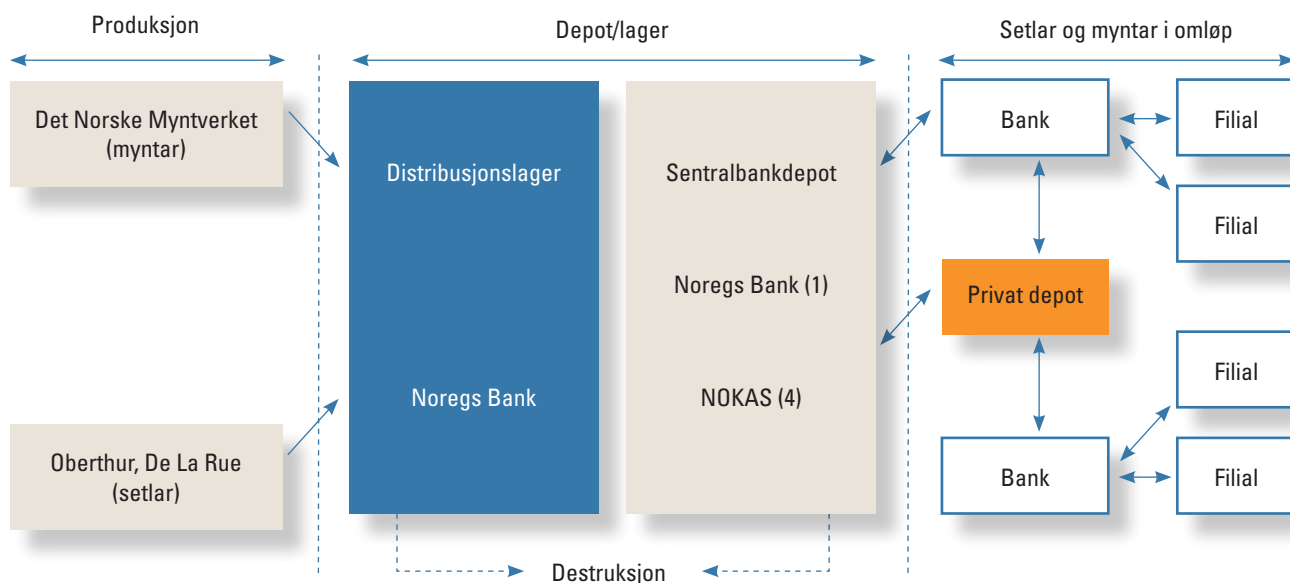 Produksjon
Depot/lager
Setlar og myntar i omløp
Det Norske Myntverket
(myntar)
Oberthur, De La Rue
(setlar)
Distribusjonslager
Noregs Bank
Sentralbankdepot
Noregs Bank (1)
NOKAS (4)
Destruksjon
Bank
Filial
Filial
Privat depot
Filial
Bank
Filial